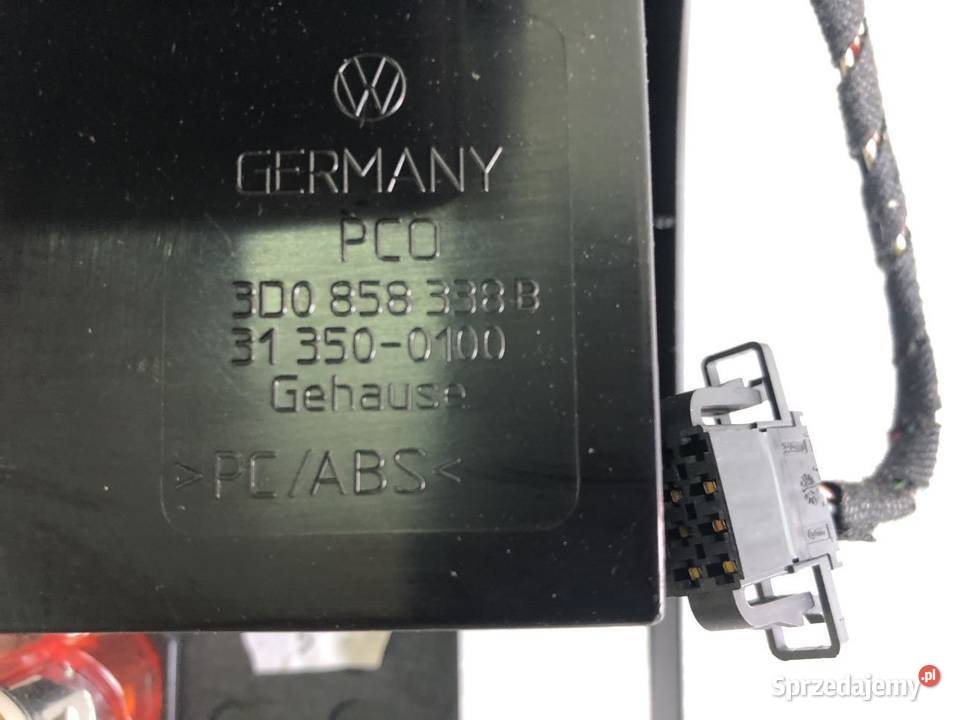 GERMANY
PCO
3D0 858 338 B
31 350-0100
Gehause
>PC/ABS<
Sprzedajemy.pl